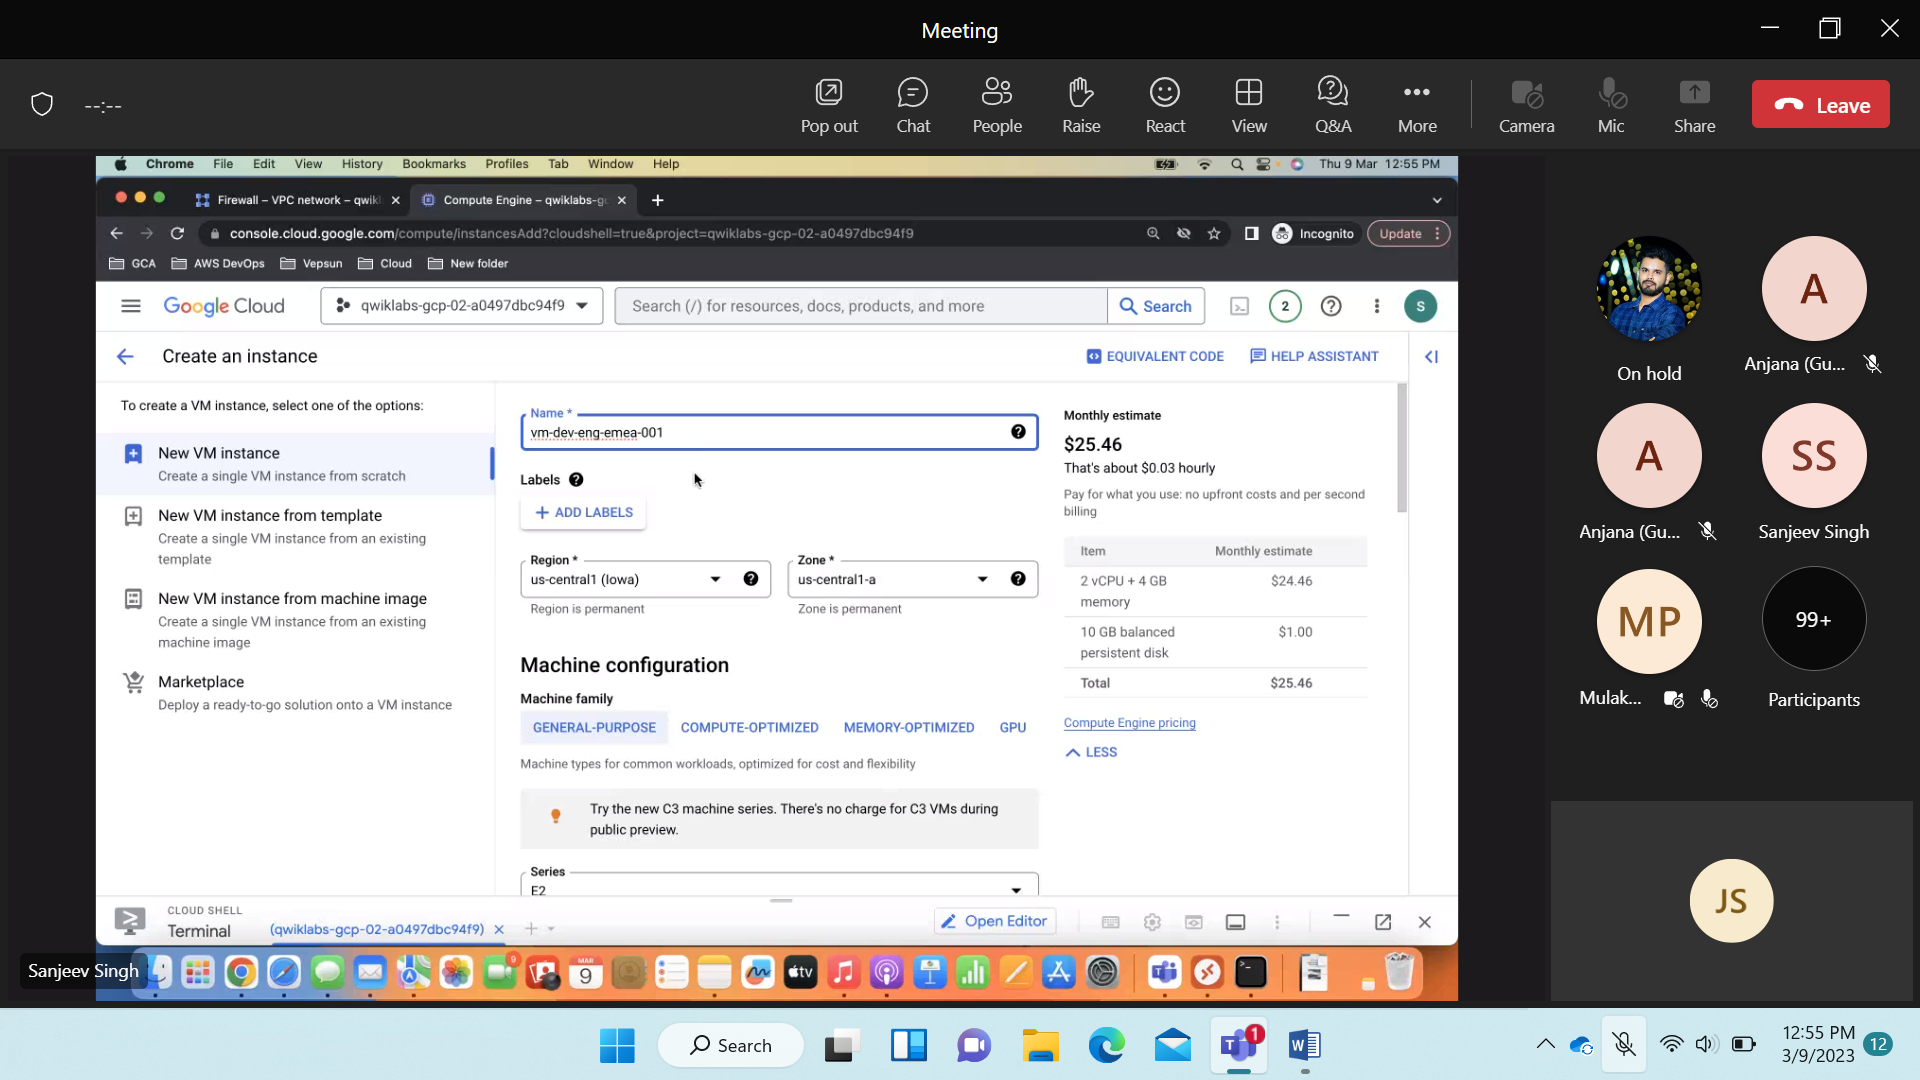 Meeting
--:--
Pop out
Chat
People
Raise
React
View
Q&A
More
Camera
Mic
Share
Leave
Chrome File Edit View History Bookmarks Profiles Tab Window Help
Thu 9 Mar 12:55 PM
Firewall – VPC network – qwikl
Compute Engine – qwiklabs-gc
console.cloud.google.com/compute/instancesAdd?cloudshell=true&project=qwiklabs-gcp-02-a0497dbc94f9
Incognito
Update
GCA
AWS DevOps
Vepsun
Cloud
New folder
Google Cloud
qwiklabs-gcp-02-a0497dbc94f9
Search (/) for resources, docs, products, and more
Search
2
S
Create an instance
EQUIVALENT CODE
HELP ASSISTANT
To create a VM instance, select one of the options:
New VM instance
Create a single VM instance from scratch
New VM instance from template
Create a single VM instance from an existing
template
New VM instance from machine image
Create a single VM instance from an existing
machine image
Marketplace
Deploy a ready-to-go solution onto a VM instance
Name *
vm-dev-eng-emea-001
Labels
+ ADD LABELS
Region *
us-central1 (Iowa)
Region is permanent
Zone *
us-central1-a
Zone is permanent
Machine configuration
Machine family
GENERAL-PURPOSE
COMPUTE-OPTIMIZED
MEMORY-OPTIMIZED
GPU
Machine types for common workloads, optimized for cost and flexibility
Try the new C3 machine series. There's no charge for C3 VMs during
public preview.
Series
E2
Monthly estimate
$25.46
That's about $0.03 hourly
Pay for what you use: no upfront costs and per second
billing
Item Monthly estimate
2 vCPU + 4 GB
memory
$24.46
10 GB balanced
persistent disk
$1.00
Total $25.46
Compute Engine pricing
LESS
CLOUD SHELL
Terminal
(qwiklabs-gcp-02-a0497dbc94f9)
Open Editor
Sanjeev Singh
9
MAR
9
tv
On hold
A
Anjana (Gu...
A
Anjana (Gu...
SS
Sanjeev Singh
MP
Mulak...
99+
Participants
JS
Search
1
12:55 PM
3/9/2023
12